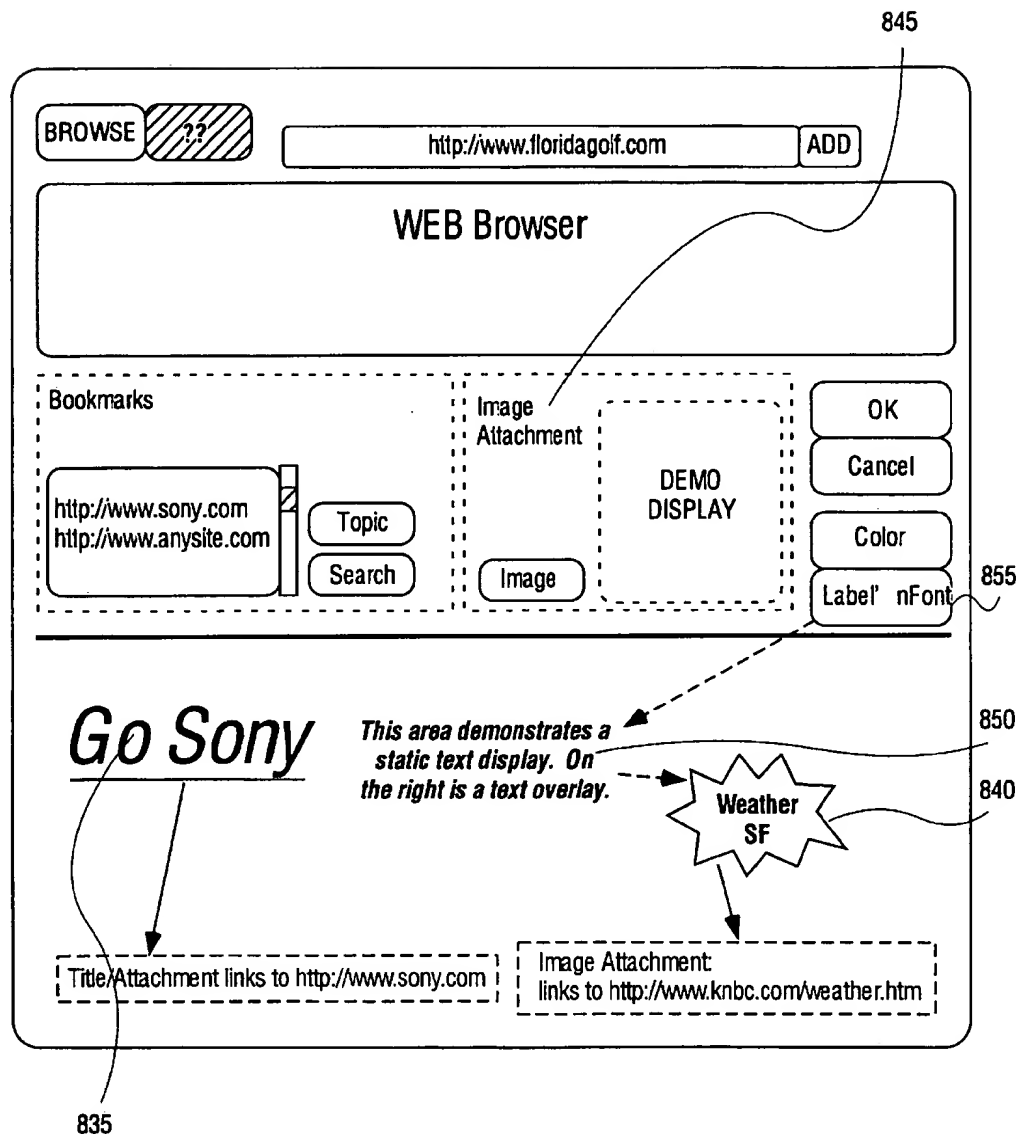 845
BROWSE ?? http://www.floridagolf.com ADD
WEB Browser
Bookmarks
http://www.sony.com
http://www.anysite.com
Topic
Search
Image
Attachment
Image
DEMO
DISPLAY
OK
Cancel
Color
Label' nFont
855
Go Sony
This area demonstrates a
static text display. On
the right is a text overlay.
850
Weather
SF
840
Title/Attachment links to http://www.sony.com
Image Attachment:
links to http://www.knbc.com/weather.htm
835